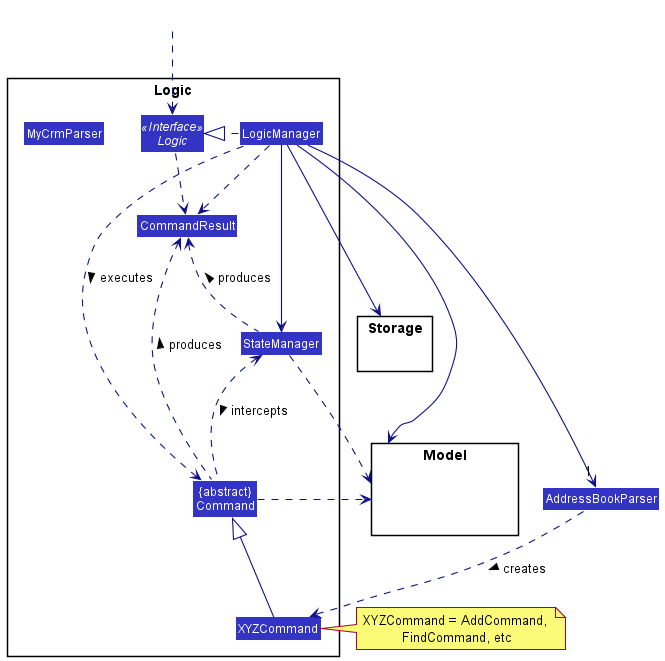 Logic
MyCrmParser
«Interface»
Logic
LogicManager
CommandResult
executes
produces
produces
Storage
StateManager
intercepts
Model
1
{abstract}
Command
AddressBookParser
creates
XYZCommand
XYZCommand = AddCommand,
FindCommand, etc